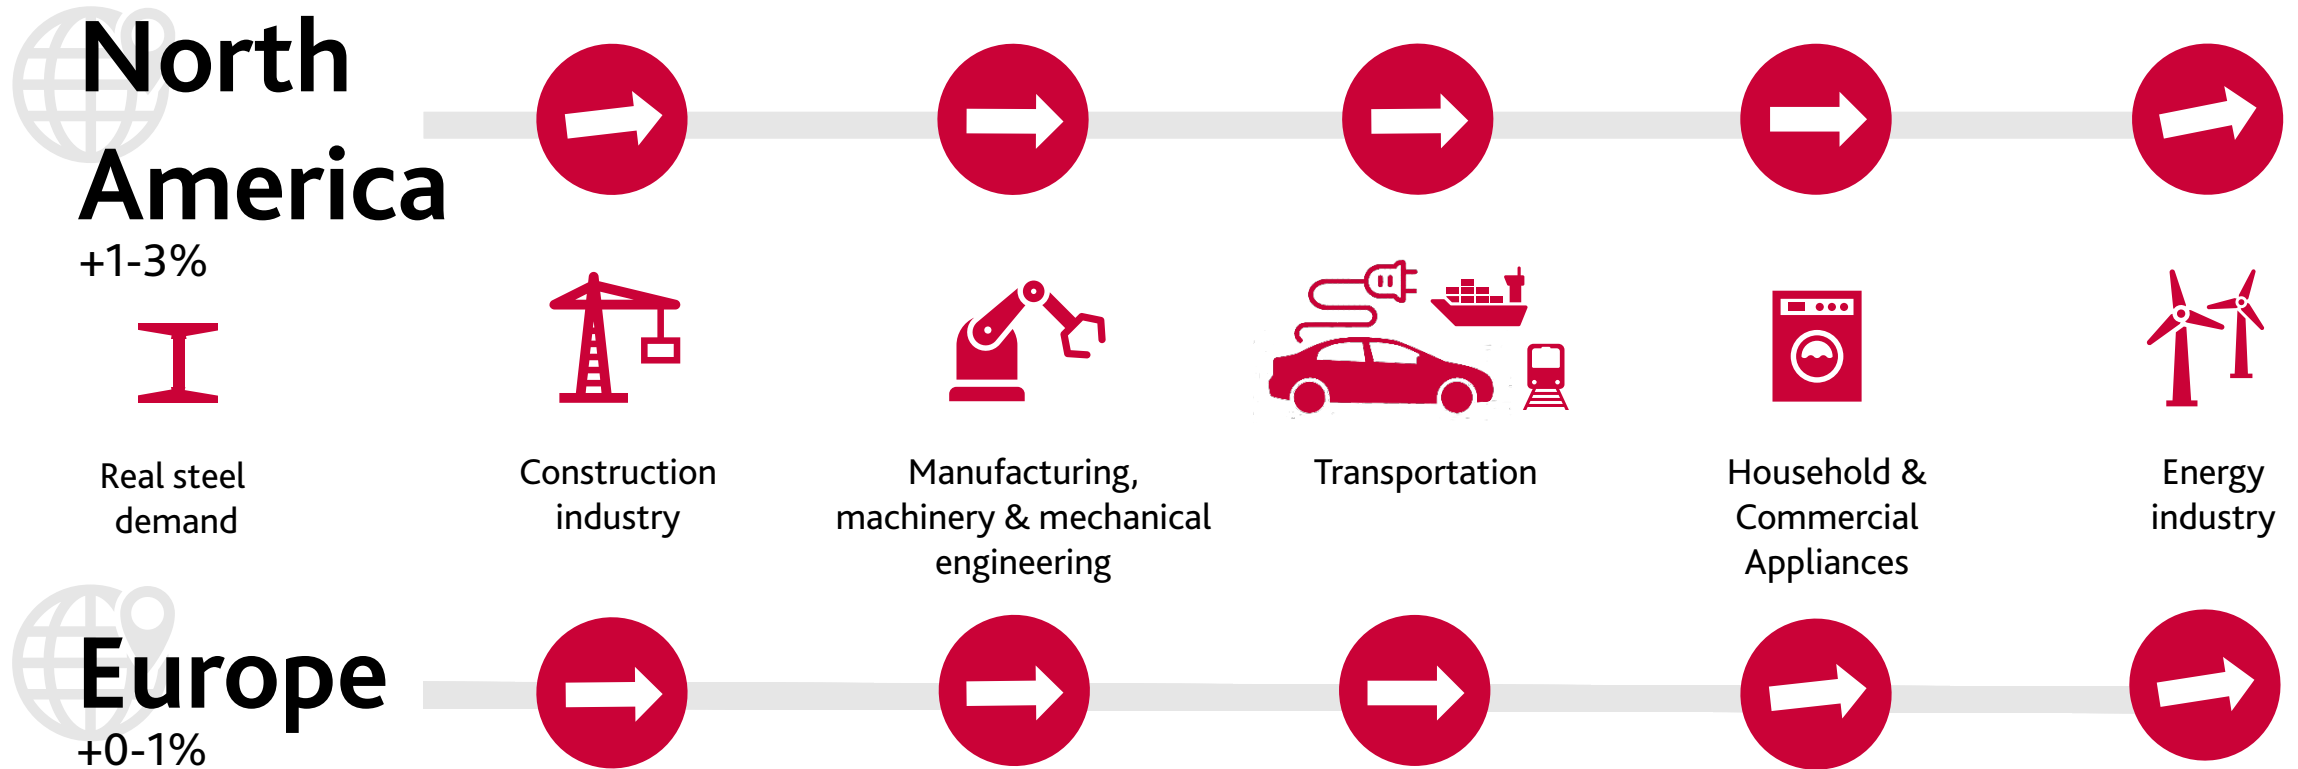 North
America
+1-3%
Real steel
demand
Construction
industry
Manufacturing,
machinery & mechanical
engineering
Transportation
Household &
Commercial
Appliances
Energy
industry
Europe
+0-1%